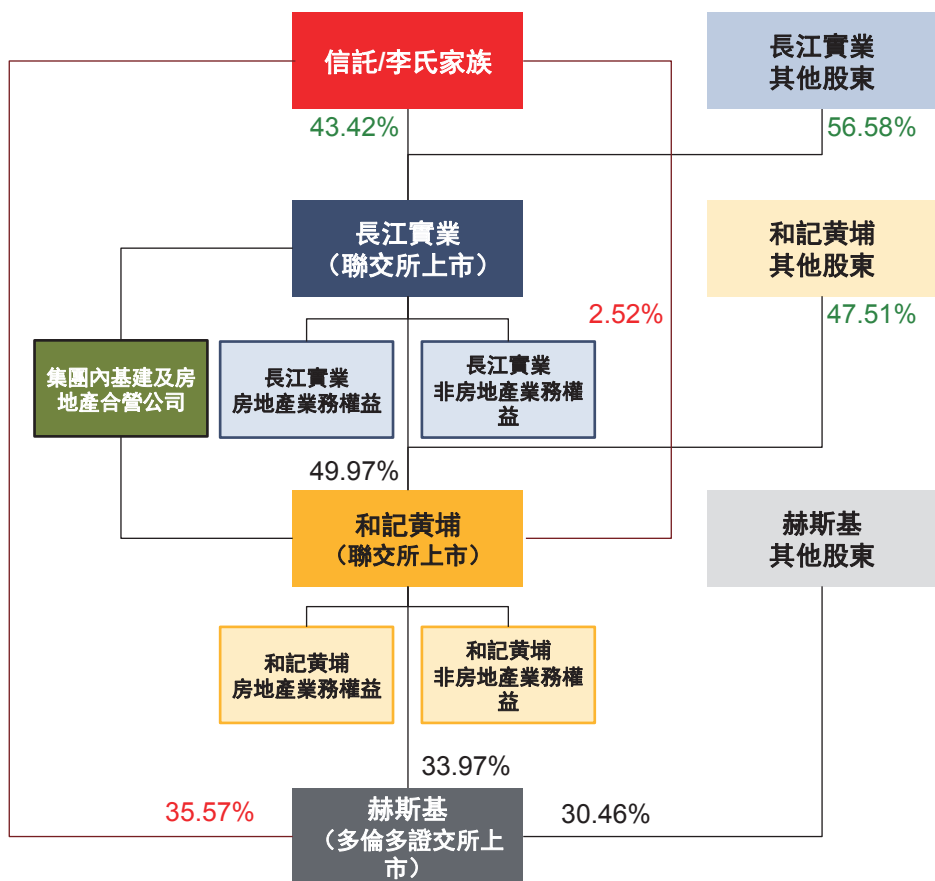 信託/李氏家族
長江實業
其他股東
43.42%
56.58%
長江實業
（聯交所上市）
和記黄埔
其他股東
2.52%
47.51%
集團內基建及房
地產合營公司
長江實業
房地產業務權益
長江實業
非房地產業務權
益
49.97%
和記黄埔
（聯交所上市）
赫斯基
其他股東
和記黄埔
房地產業務權益
和記黄埔
非房地產業務權
益
33.97%
35.57%
赫斯基
（多倫多證交所上
市）
30.46%